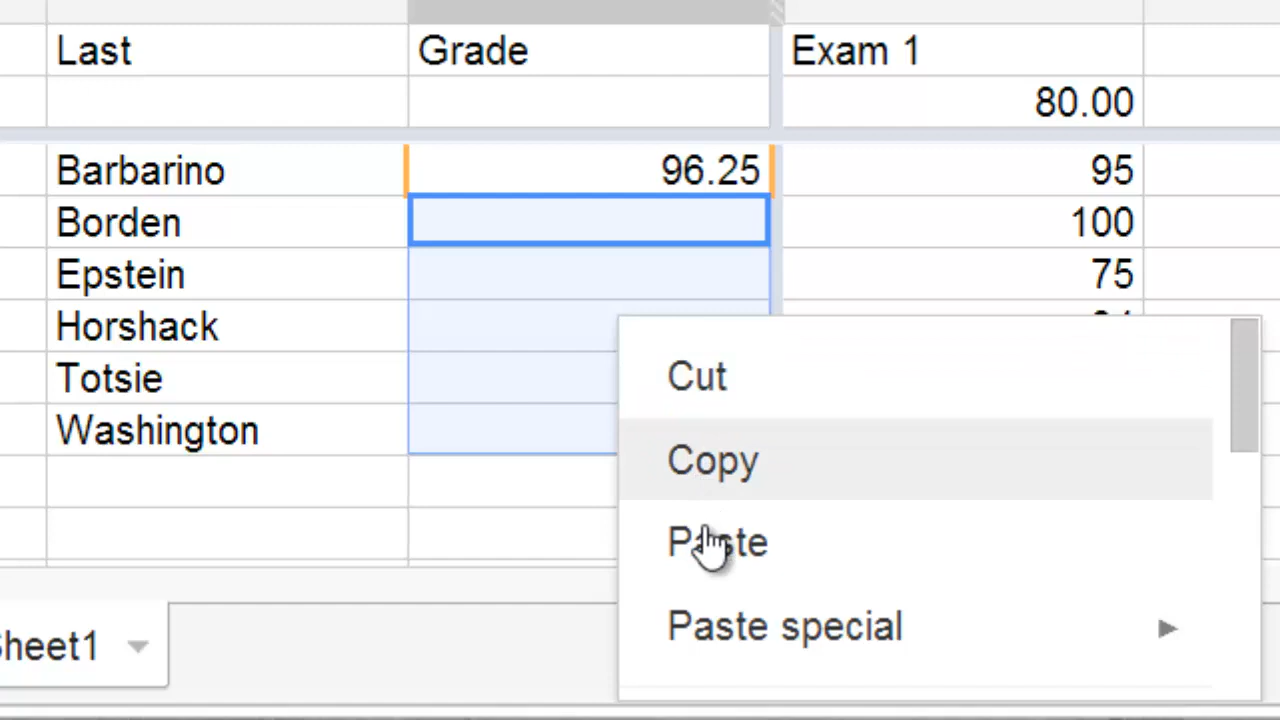 Last Grade Exam 1
80.00
Barbarino 96.25 95
Borden 100
Epstein 75
Horshack
Totsie
Cut
Washington
Copy
Paste
Paste special
Sheet1